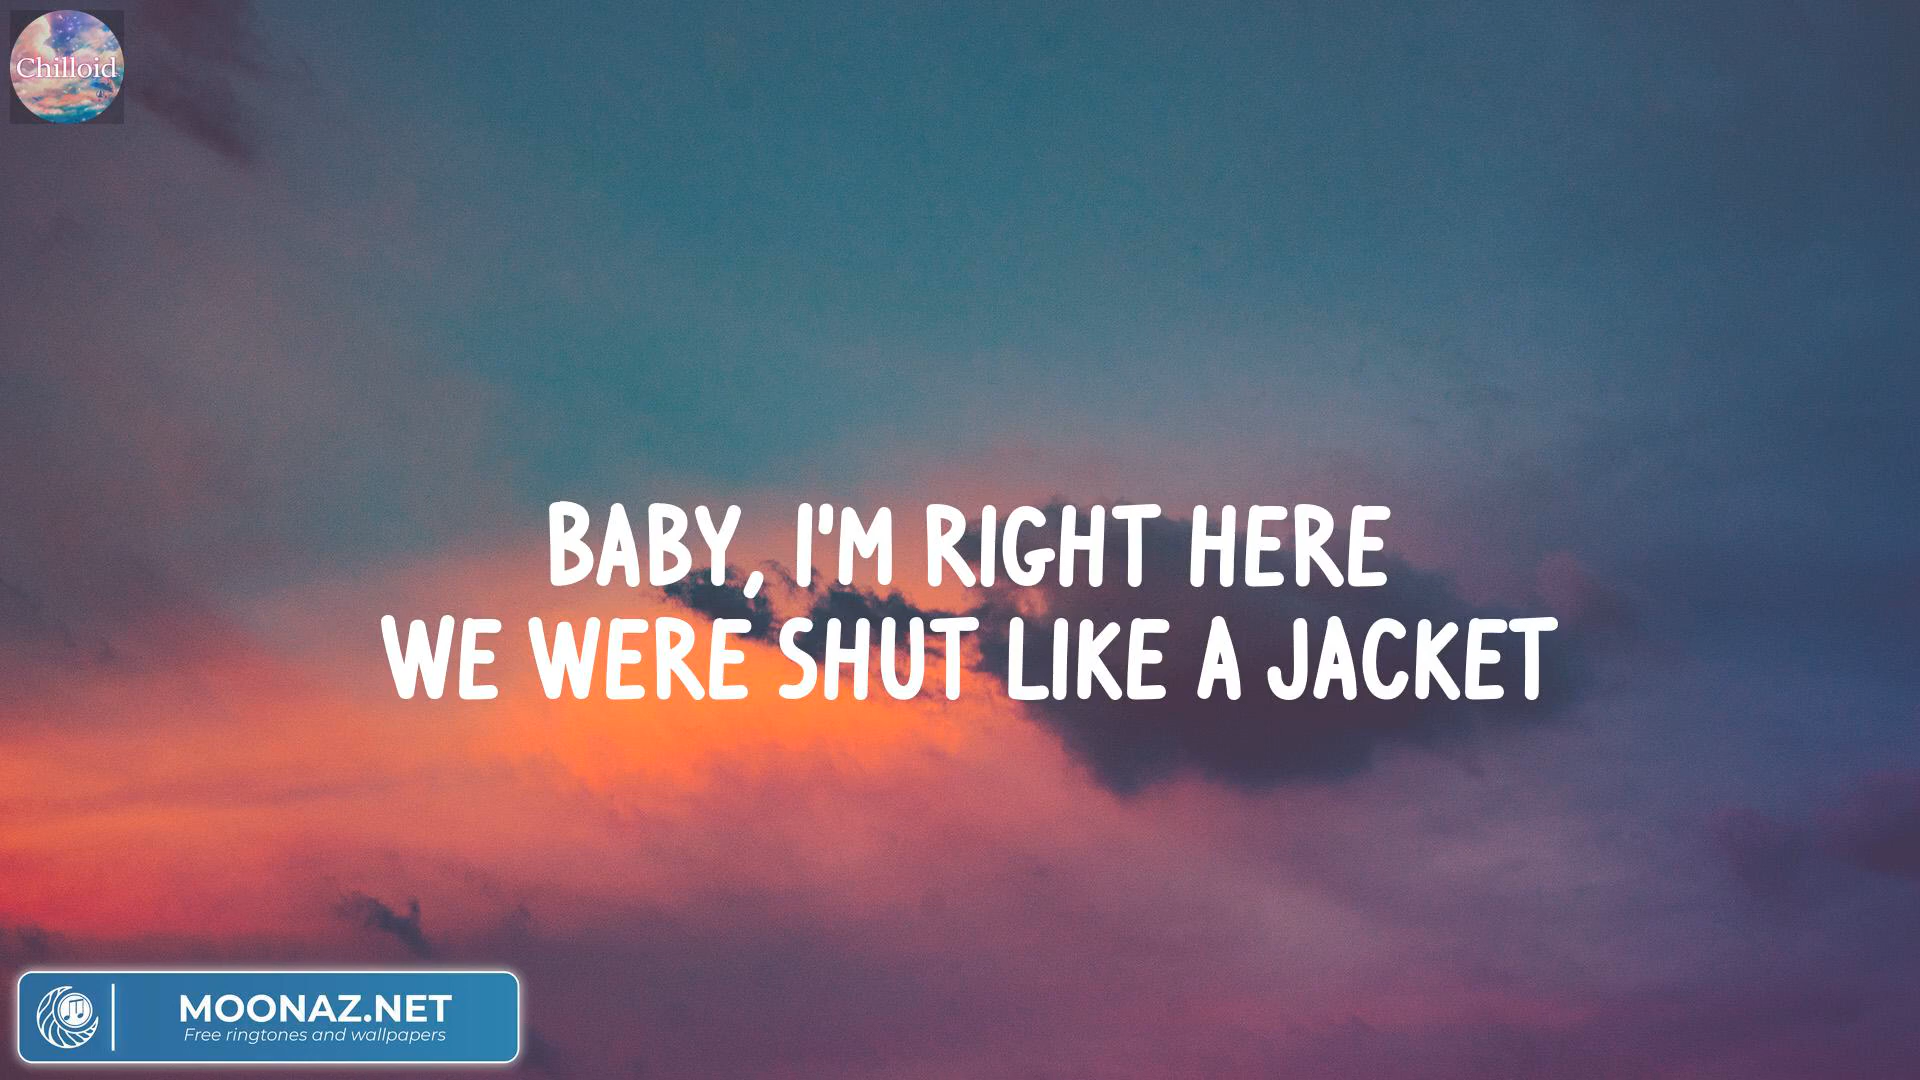 Chilloid
BABY, I'M RIGHT HERE
WE WERE SHUT LIKE A JACKET
MOONAZ.NET
Free ringtones and wallpapers